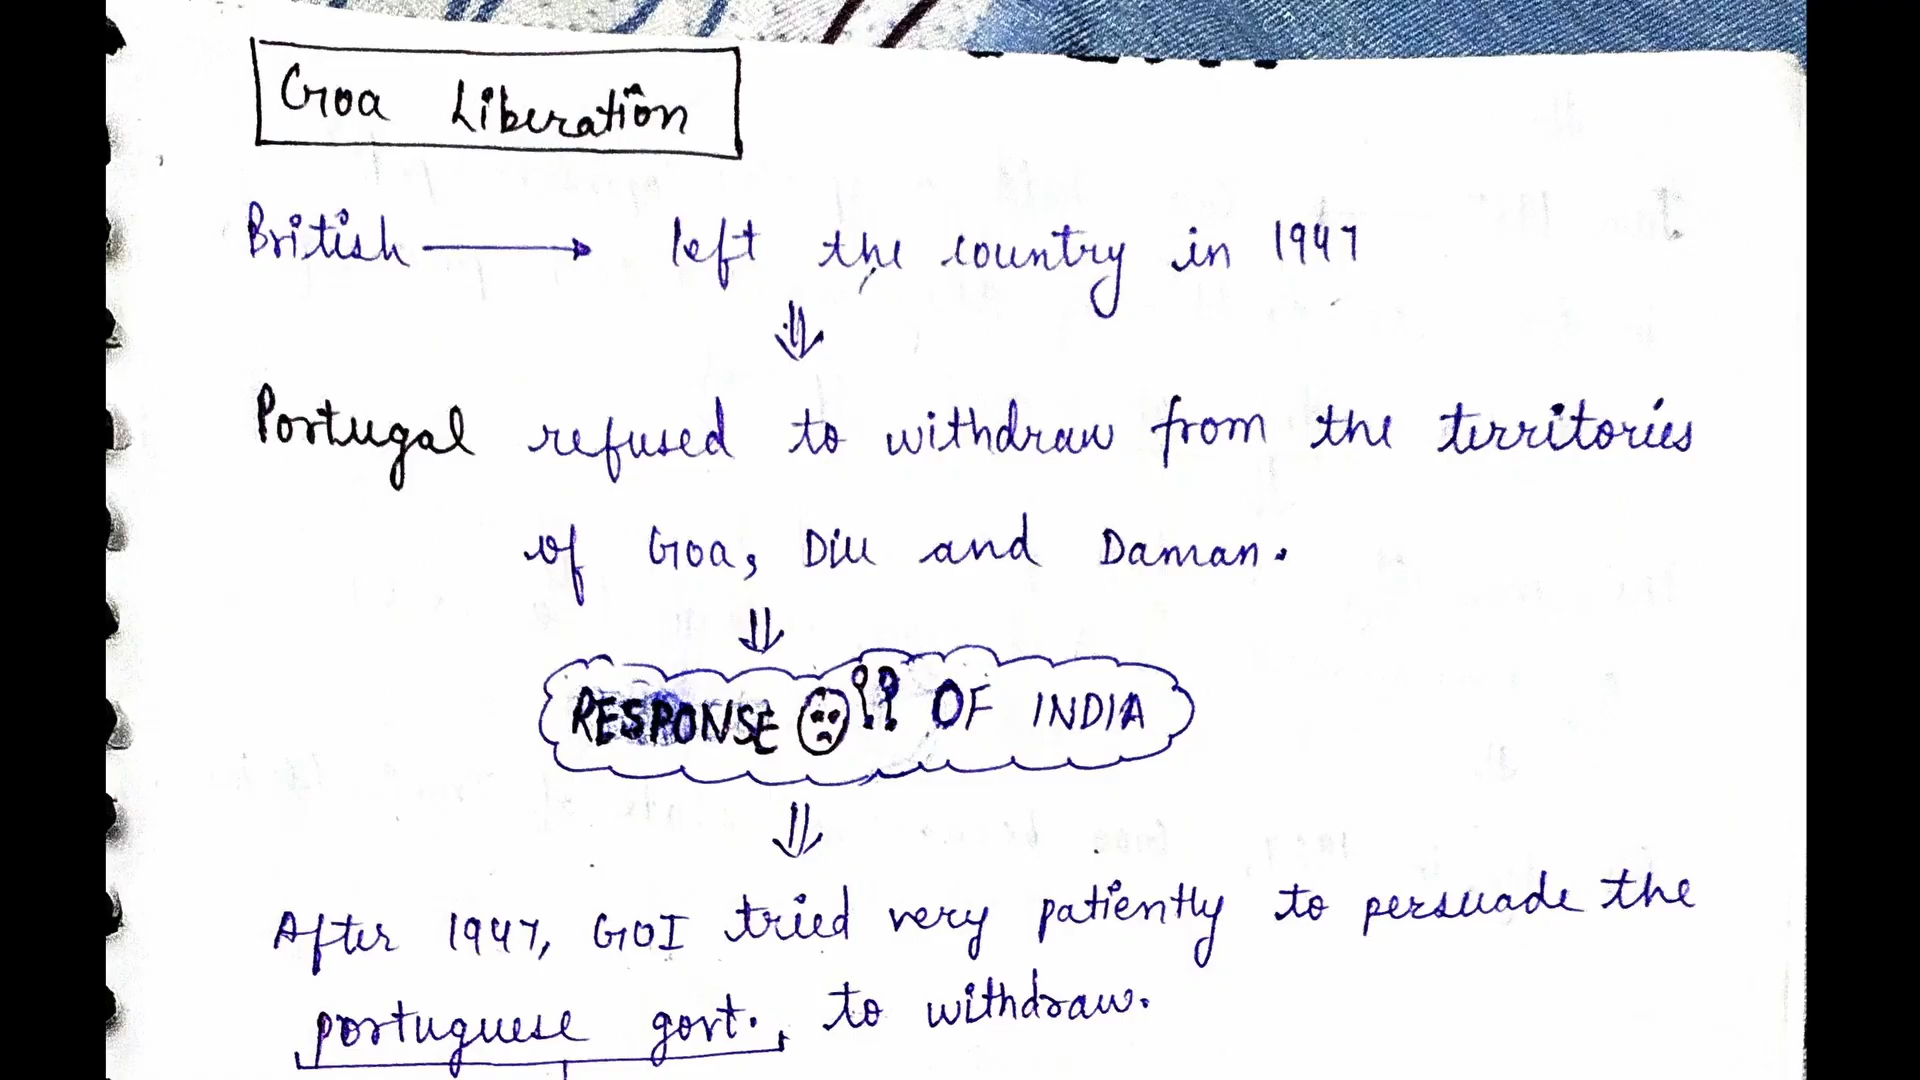 Goa Liberation
British → left the country in 1947
⇓
Portugal refused to withdraw from the territories
of Goa, Diu and Daman.
⇓
RESPONSE ☹ ?? OF INDIA
⇓
After 1947, GOI tried very patiently to persuade the
portuguese govt. to withdraw.